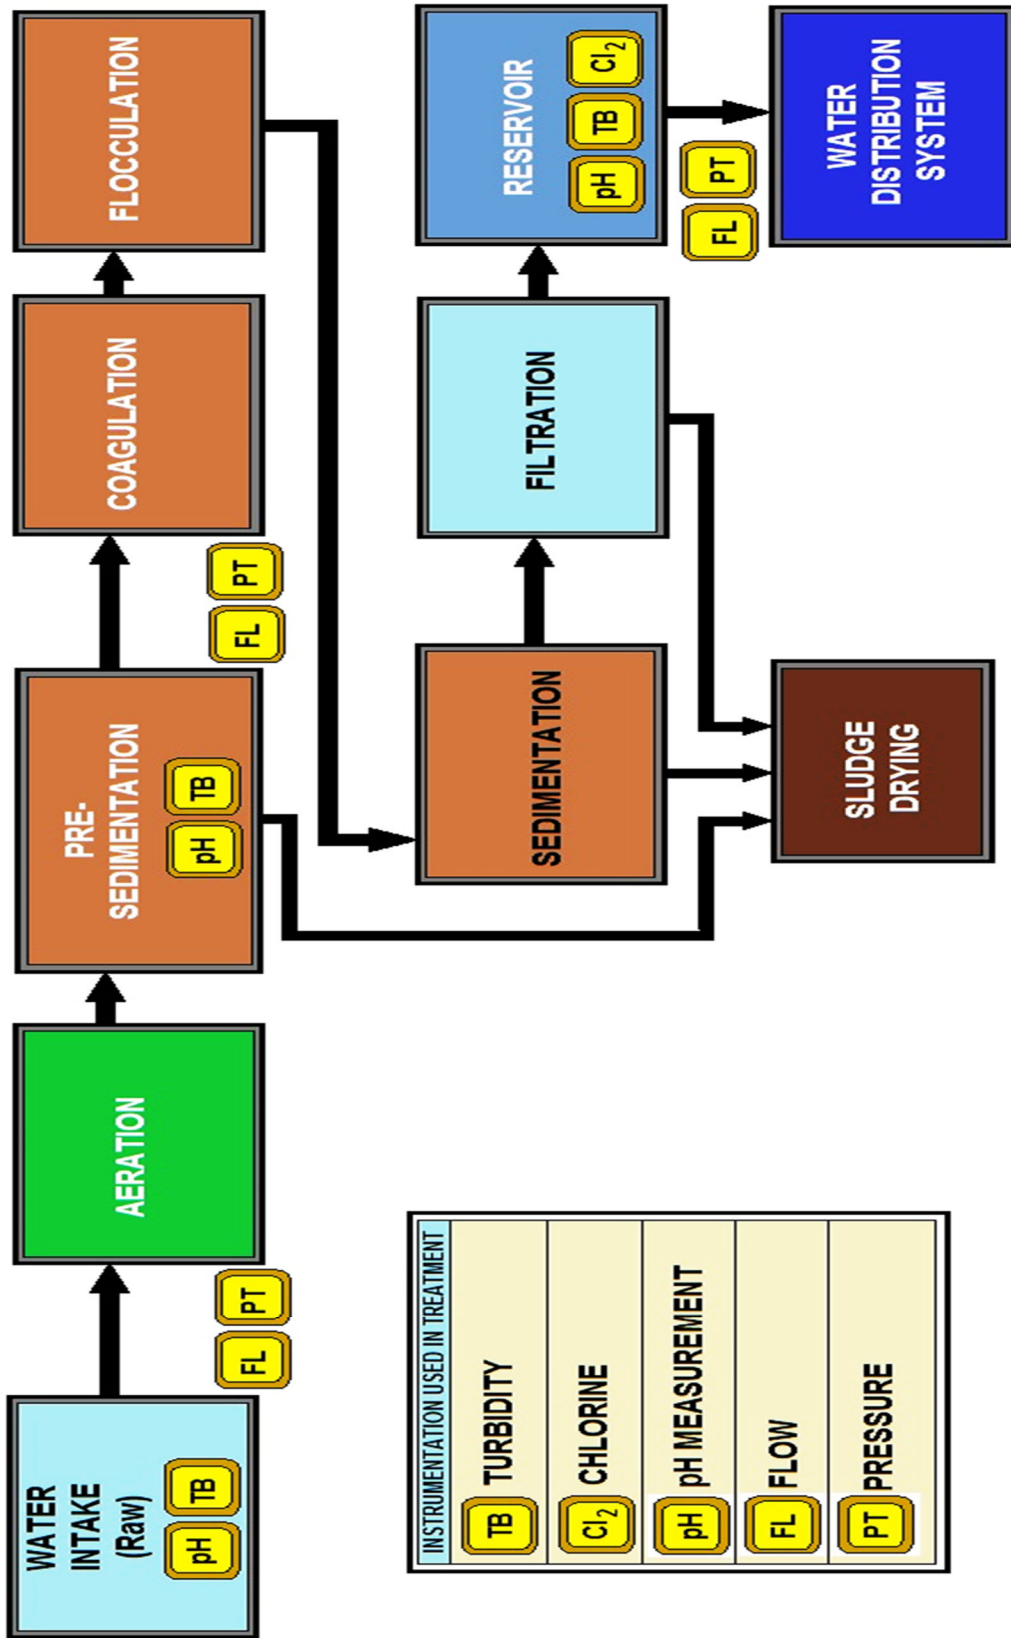 WATER
INTAKE
(Raw)
pH
TB
FL
PT
AERATION
PRE-
SEDIMENTATION
pH
TB
FL
PT
COAGULATION
FLOCCULATION
INSTRUMENTATION USED IN TREATMENT
TB TURBIDITY
Cl₂ CHLORINE
pH pH MEASUREMENT
FL FLOW
PT PRESSURE
SEDIMENTATION
FILTRATION
RESERVOIR
pH
TB
Cl₂
FL
PT
SLUDGE
DRYING
WATER
DISTRIBUTION
SYSTEM